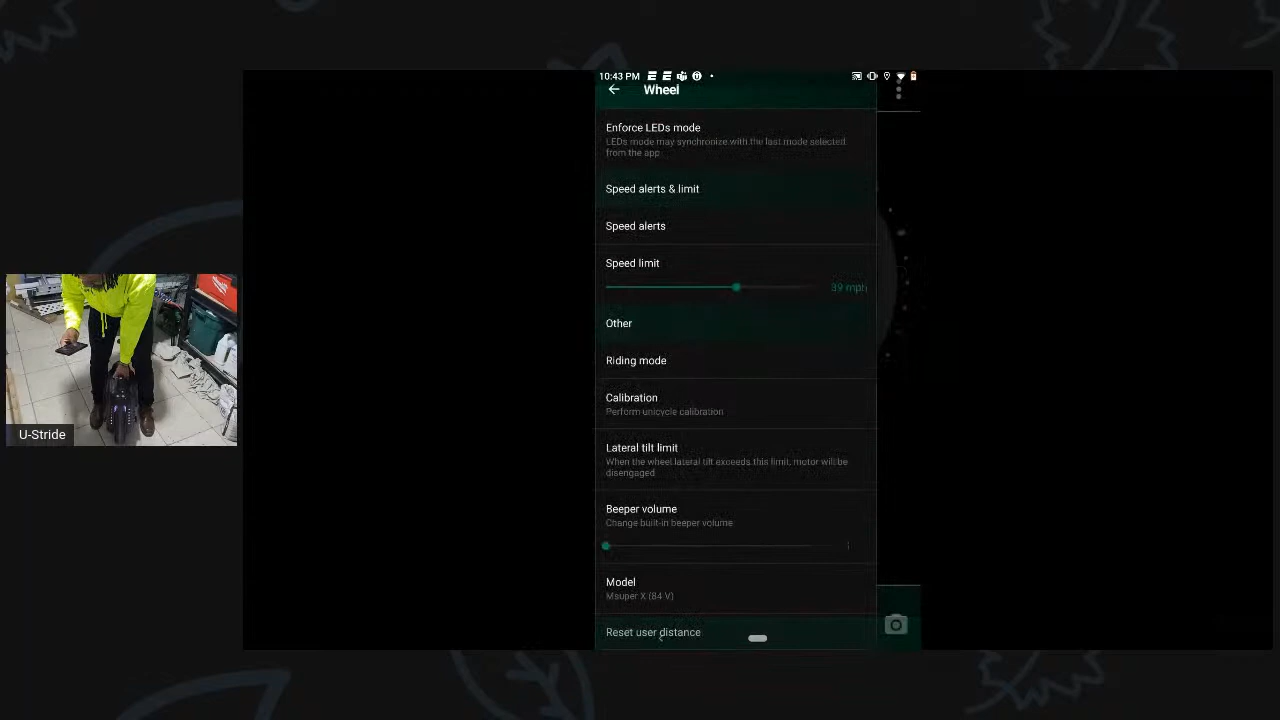 10:43 PM
Wheel
Enforce LEDs mode
LEDs mode may synchronize with the last mode selected
from the app
Speed alerts & limit
Speed alerts
Speed limit
39 mph
Other
Riding mode
Calibration
Perform unicycle calibration
Lateral tilt limit
When the wheel lateral tilt exceeds this limit, motor will be
disengaged
Beeper volume
Change built-in beeper volume
1
Model
Msuper X (84 V)
Reset user distance
U-Stride